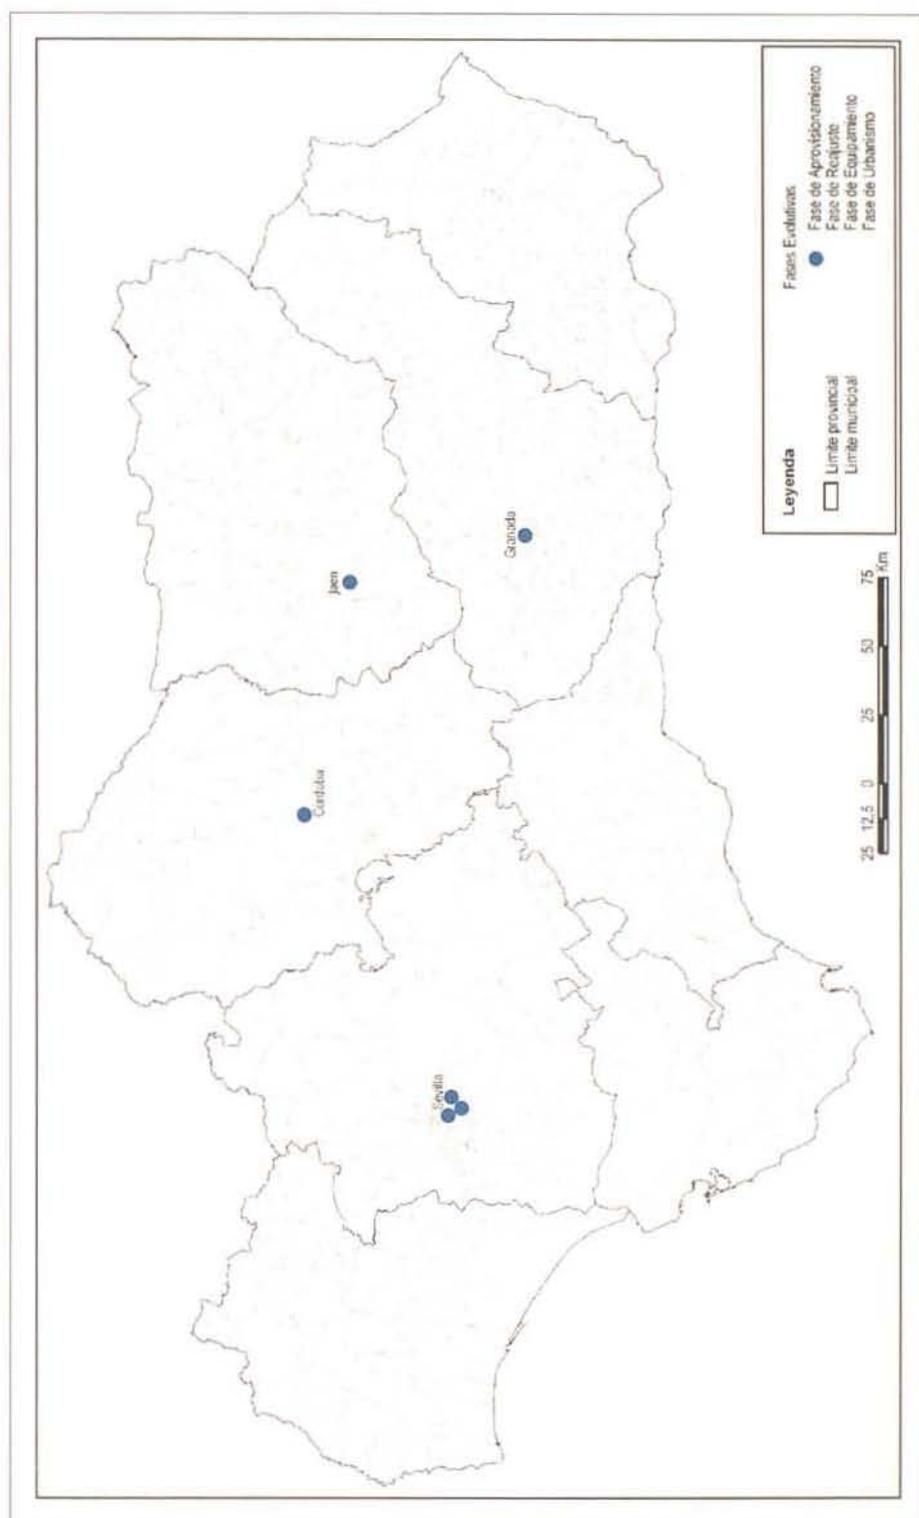 Sevilla
Córdoba
Jaen
Granada
25 12,5 0 25 50 75
Km
Leyenda
Límite provincial
Límite municipal
Fases Evolutivas
Fase de Aprovisionamiento
Fase de Reajuste
Fase de Equipamiento
Fase de Urbanismo